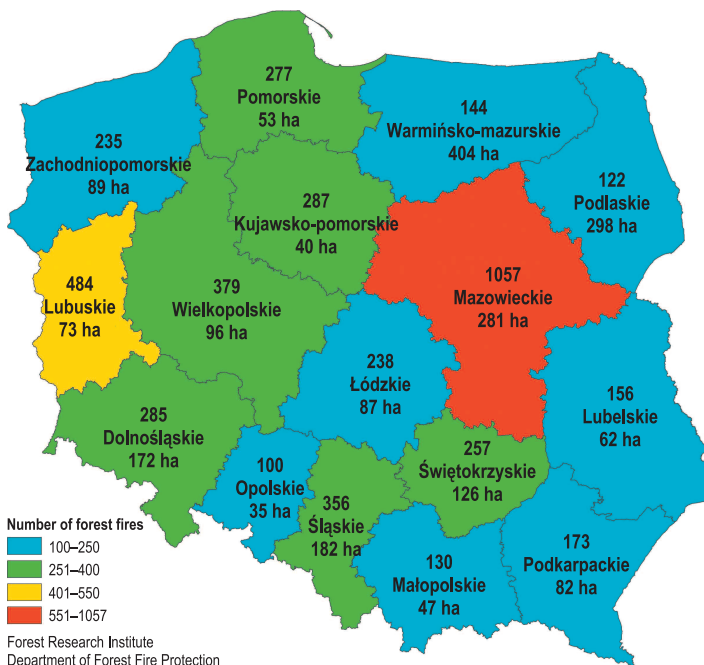 277
Pomorskie
53 ha
144
Warmińsko-mazurskie
404 ha
235
Zachodniopomorskie
89 ha
122
Podlaskie
298 ha
287
Kujawsko-pomorskie
40 ha
1057
Mazowieckie
281 ha
484
Lubuskie
73 ha
379
Wielkopolskie
96 ha
238
Łódzkie
87 ha
156
Lubelskie
62 ha
285
Dolnośląskie
172 ha
100
Opolskie
35 ha
356
Śląskie
182 ha
257
Świętokrzyskie
126 ha
130
Małopolskie
47 ha
173
Podkarpackie
82 ha
Number of forest fires
100–250
251–400
401–550
551–1057
Forest Research Institute
Department of Forest Fire Protection